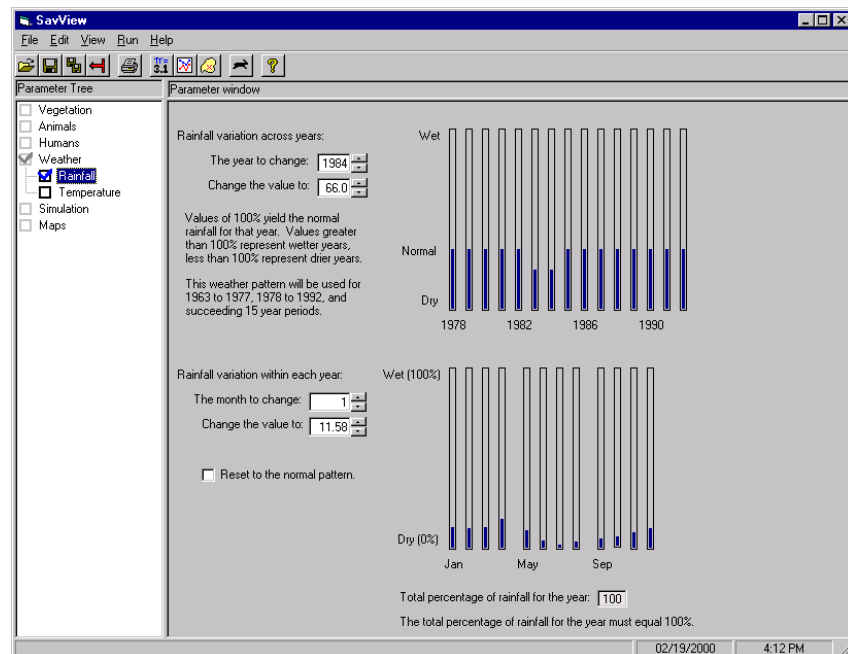 SavView
File Edit View Run Help
Tr=
3.1
?
Parameter Tree
Parameter window
Vegetation
Animals
Humans
Weather
Rainfall
Temperature
Simulation
Maps
Rainfall variation across years:
The year to change: 1984
Change the value to: 66.0
Values of 100% yield the normal
rainfall for that year. Values greater
than 100% represent wetter years,
less than 100% represent drier years.
This weather pattern will be used for
1963 to 1977, 1978 to 1992, and
succeeding 15 year periods.
Wet
Normal
Dry
1978 1982 1986 1990
Rainfall variation within each year:
The month to change: 1
Change the value to: 11.58
Reset to the normal pattern.
Wet (100%)
Dry (0%)
Jan May Sep
Total percentage of rainfall for the year: 100
The total percentage of rainfall for the year must equal 100%.
02/19/2000 4:12 PM